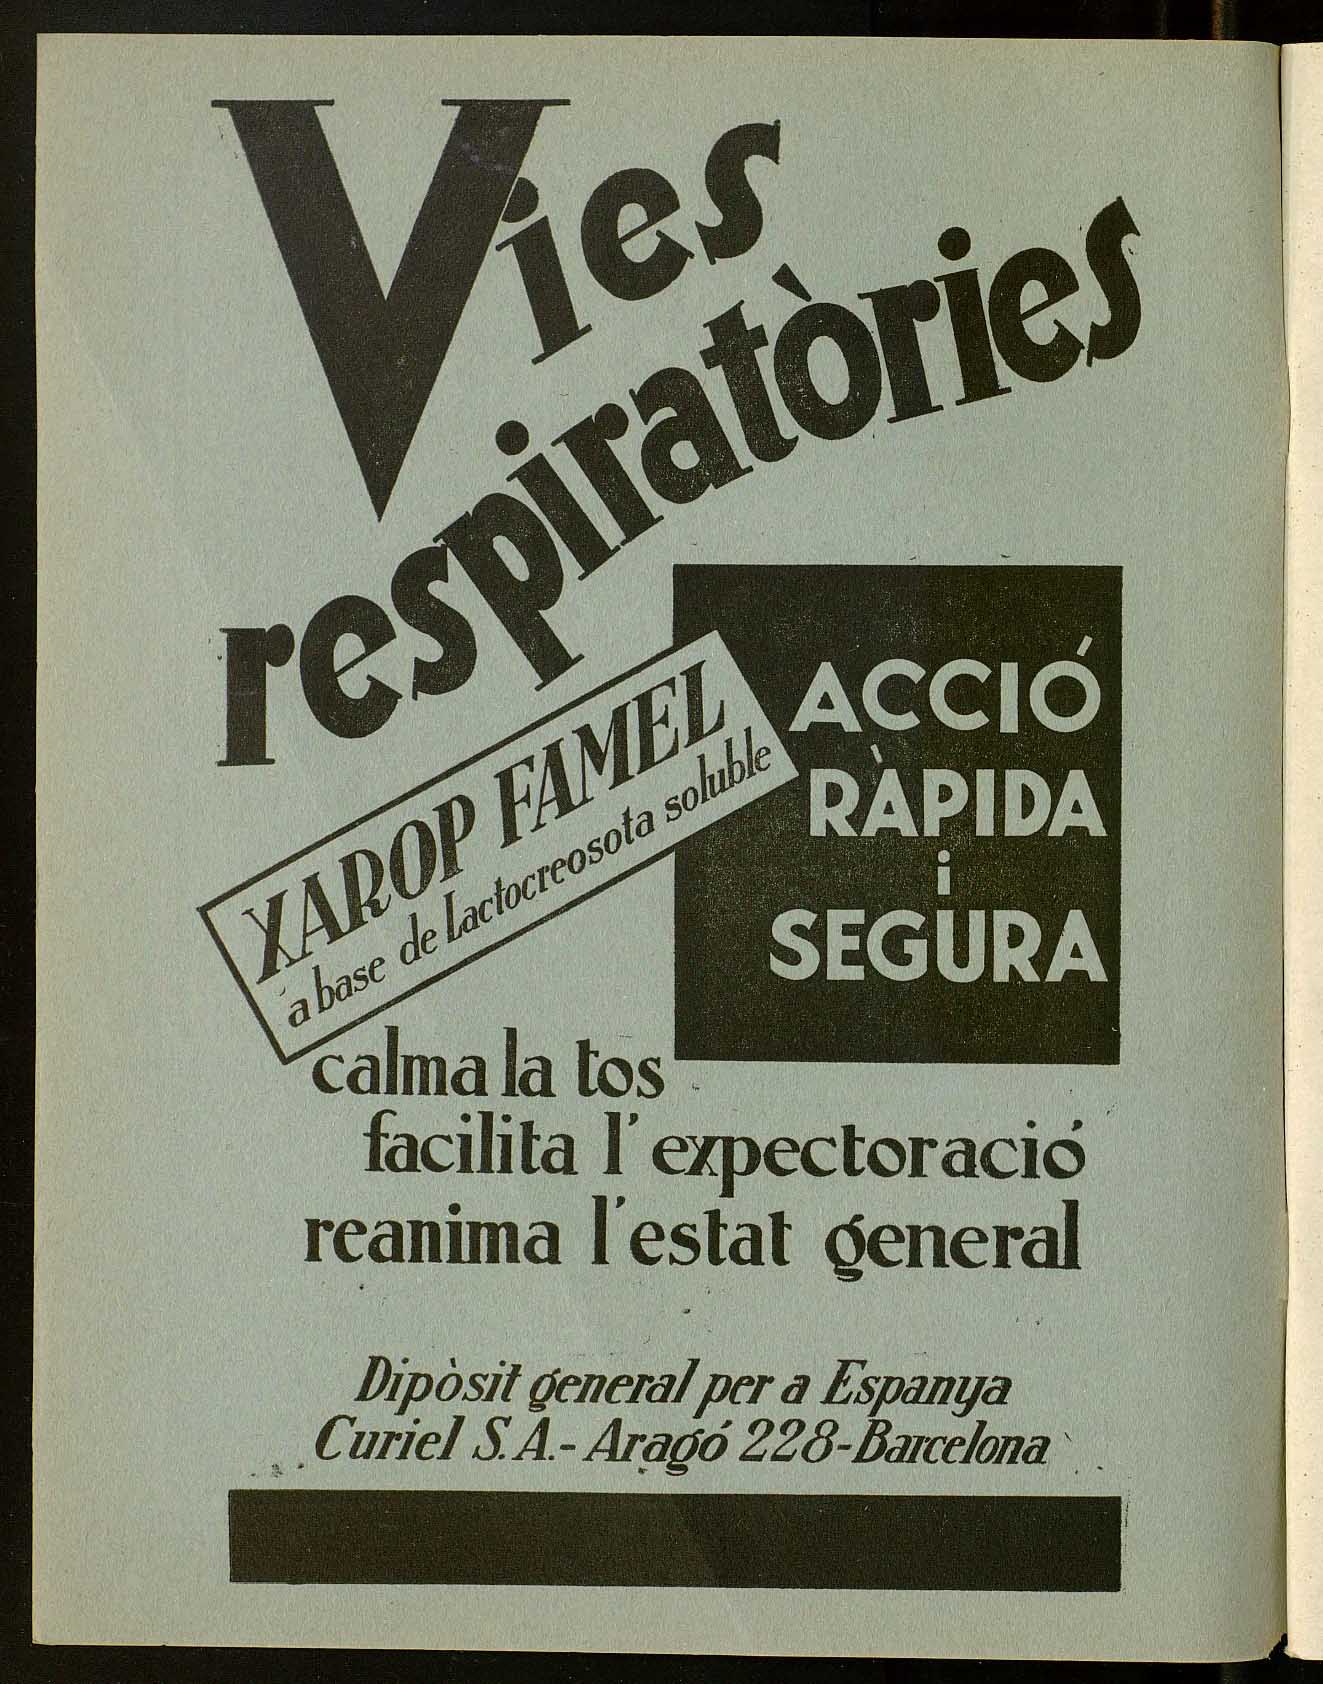 Vies
respiratòries
XAROP FAMEL
a base de Lactocreosota soluble
ACCIÓ
RÀPIDA
i
SEGURA
calma la tos
facilita l'expectoració
reanima l'estat general
Dipòsit general per a Espanya
Curiel S.A.- Aragó 228-Barcelona